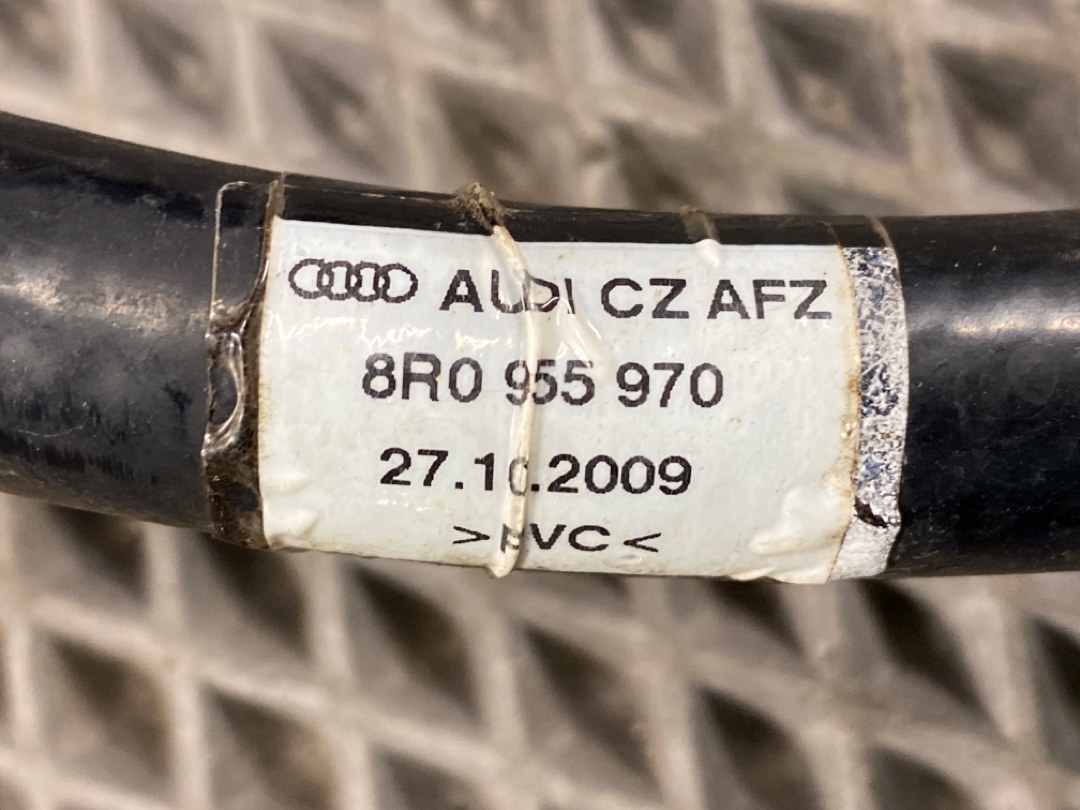 AUDI CZ AFZ
8R0 955 970
27.10.2009
>PVC<